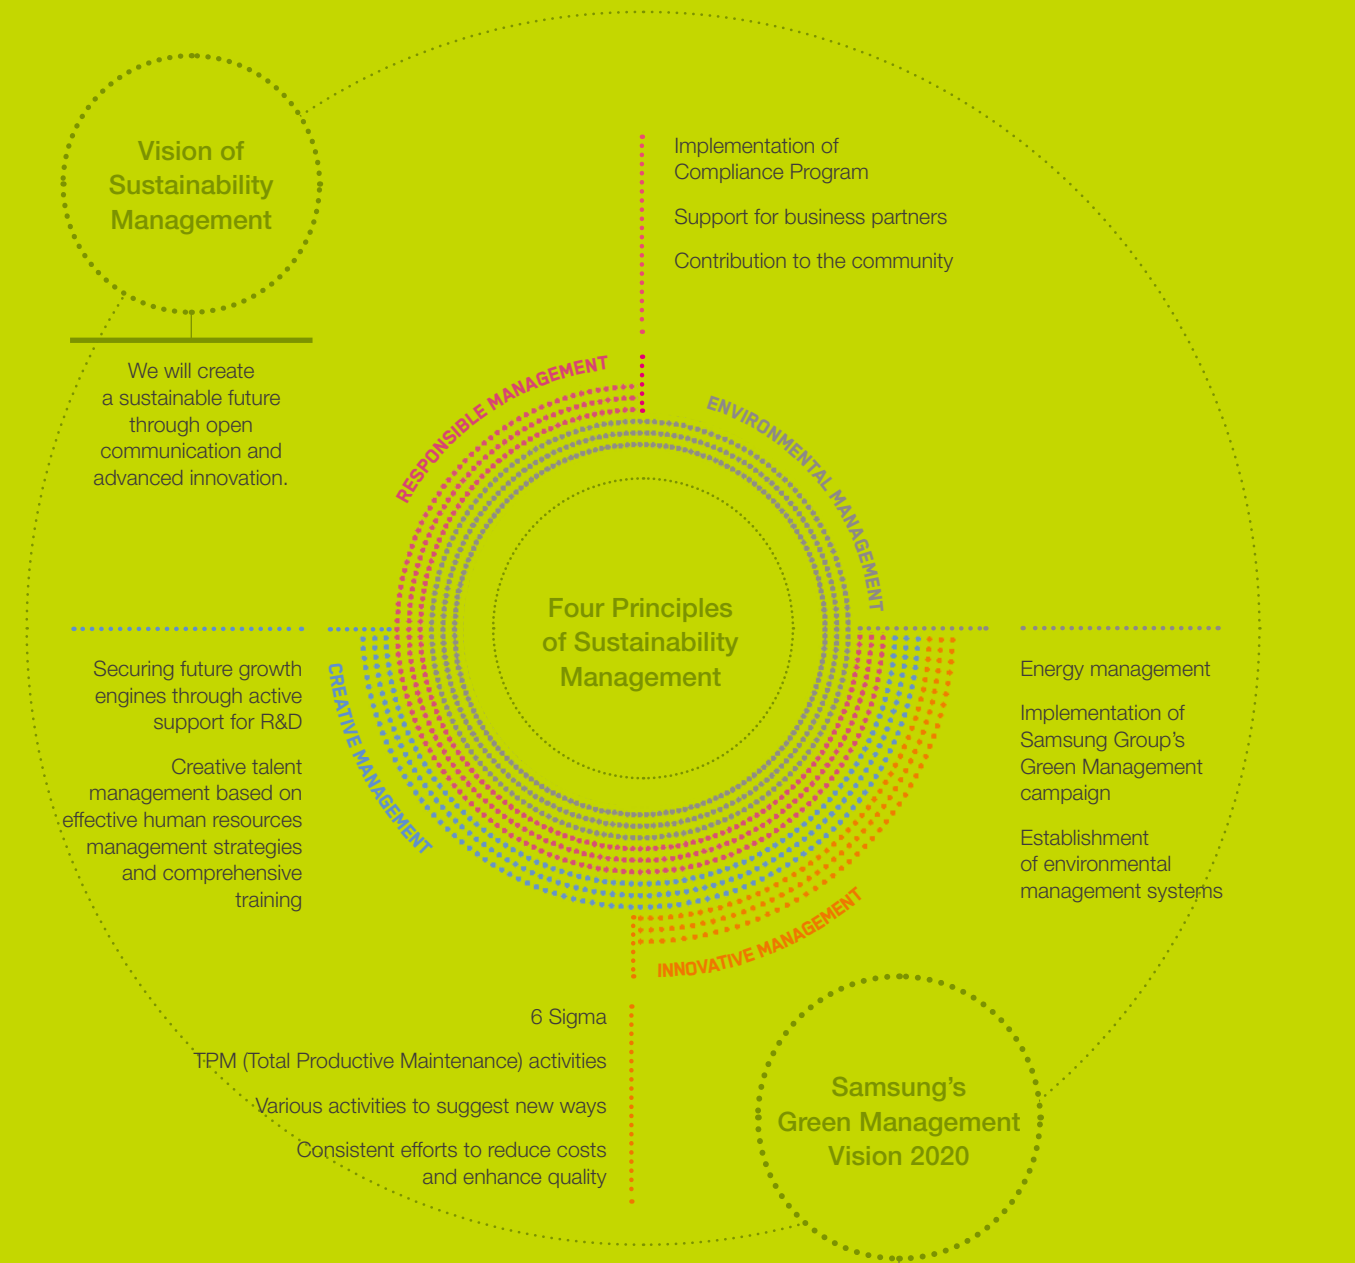 Vision of
Sustainability
Management
We will create
a sustainable future
through open
communication and
advanced innovation.
Implementation of
Compliance Program
Support for business partners
Contribution to the community
RESPONSIBLE MANAGEMENT
ENVIRONMENTAL MANAGEMENT
Four Principles
of Sustainability
Management
CREATIVE MANAGEMENT
INNOVATIVE MANAGEMENT
Securing future growth
engines through active
support for R&D
Creative talent
management based on
effective human resources
management strategies
and comprehensive
training
Energy management
Implementation of
Samsung Group’s
Green Management
campaign
Establishment
of environmental
management systems
6 Sigma
TPM (Total Productive Maintenance) activities
Various activities to suggest new ways
Consistent efforts to reduce costs
and enhance quality
Samsung’s
Green Management
Vision 2020